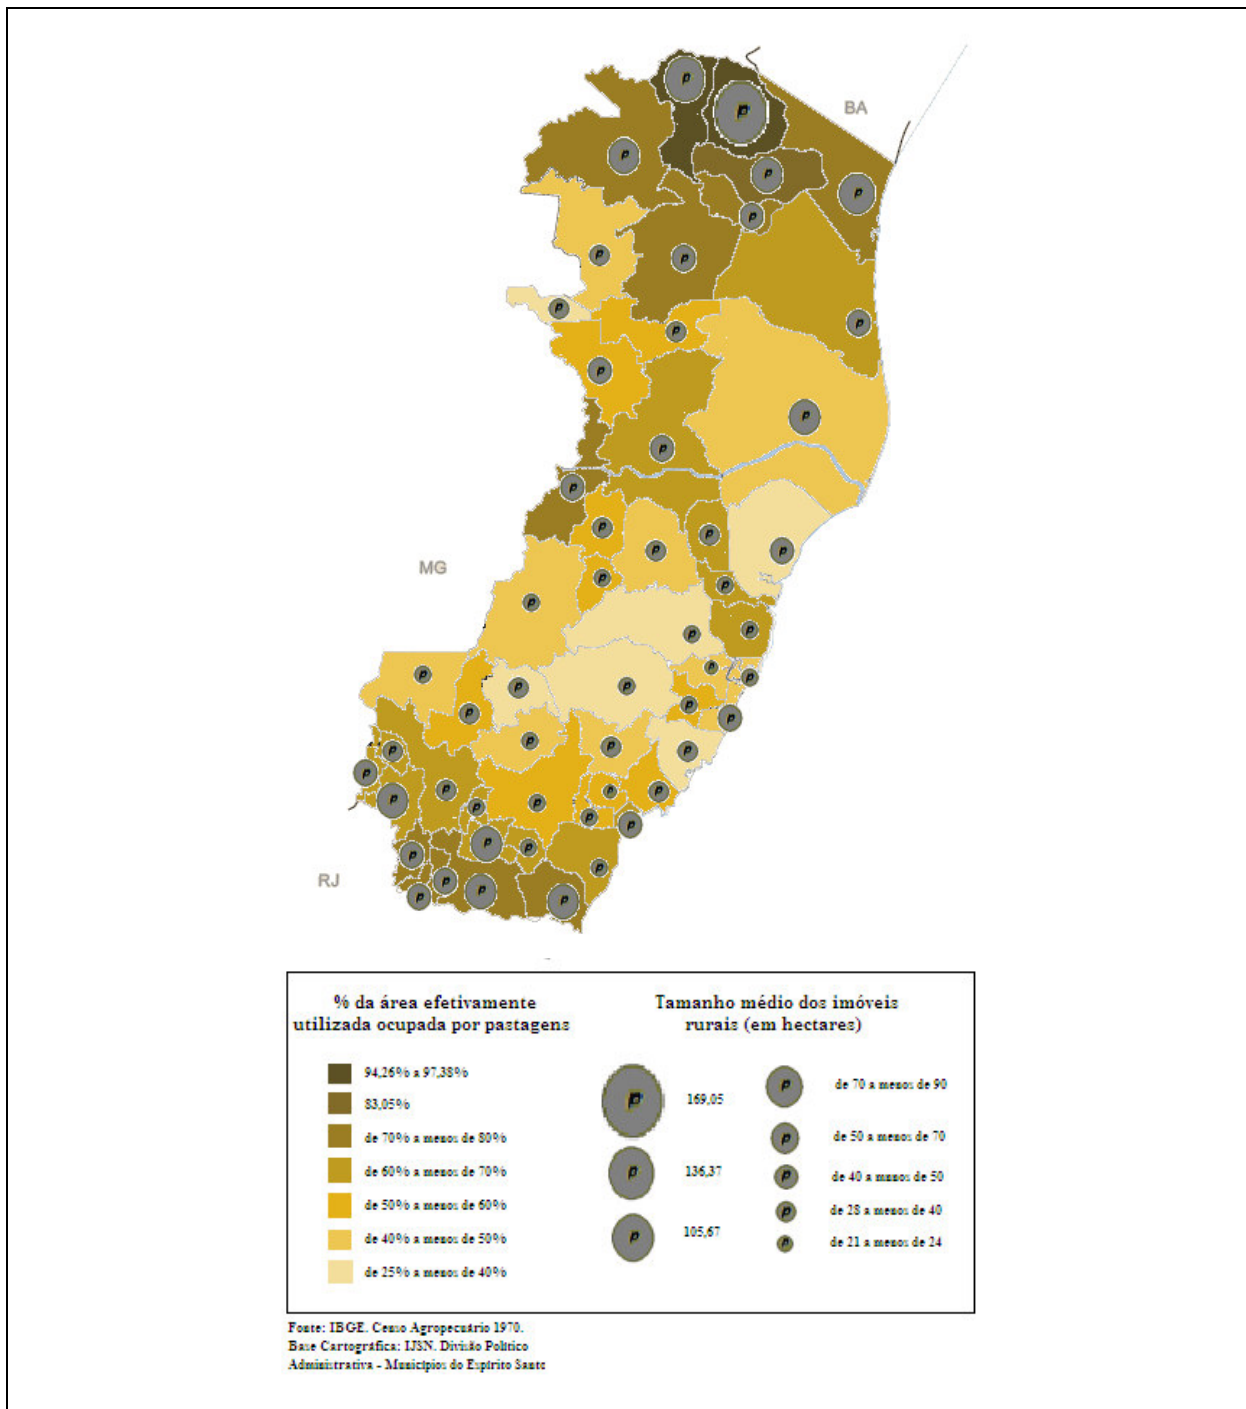 BA
MG
RJ
% da área efetivamente
utilizada ocupada por pastagens
94,26% a 97,38%
83,05%
de 70% a menos de 80%
de 60% a menos de 70%
de 50% a menos de 60%
de 40% a menos de 50%
de 25% a menos de 40%
Tamanho médio dos imóveis
rurais (em hectares)
P 169,05
P 136,37
P 105,67
P de 70 a menos de 90
P de 50 a menos de 70
P de 40 a menos de 50
P de 28 a menos de 40
P de 21 a menos de 24
Fonte: IBGE. Censo Agropecuário 1970.
Base Cartográfica: IJSN. Divisão Político
Administrativa - Municípios do Espírito Santo